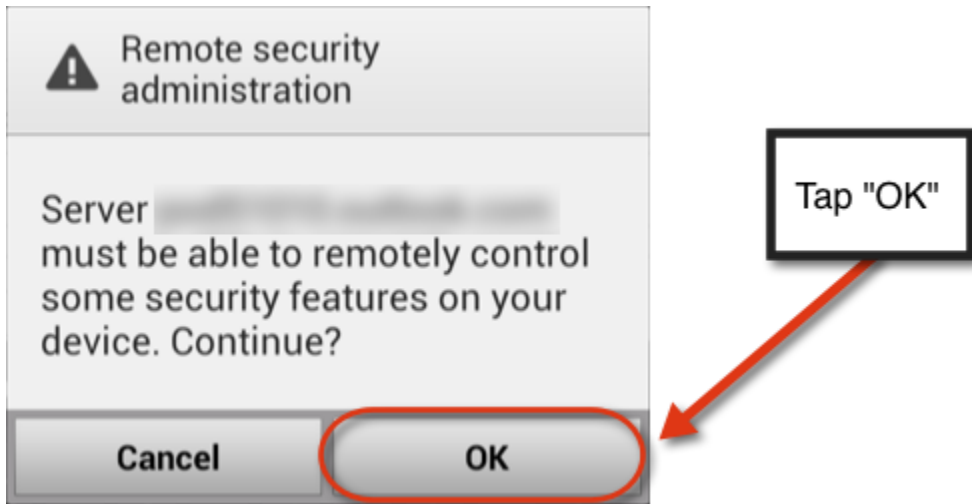 Remote security
administration
Server
must be able to remotely control
some security features on your
device. Continue?
Cancel
OK
Tap "OK"